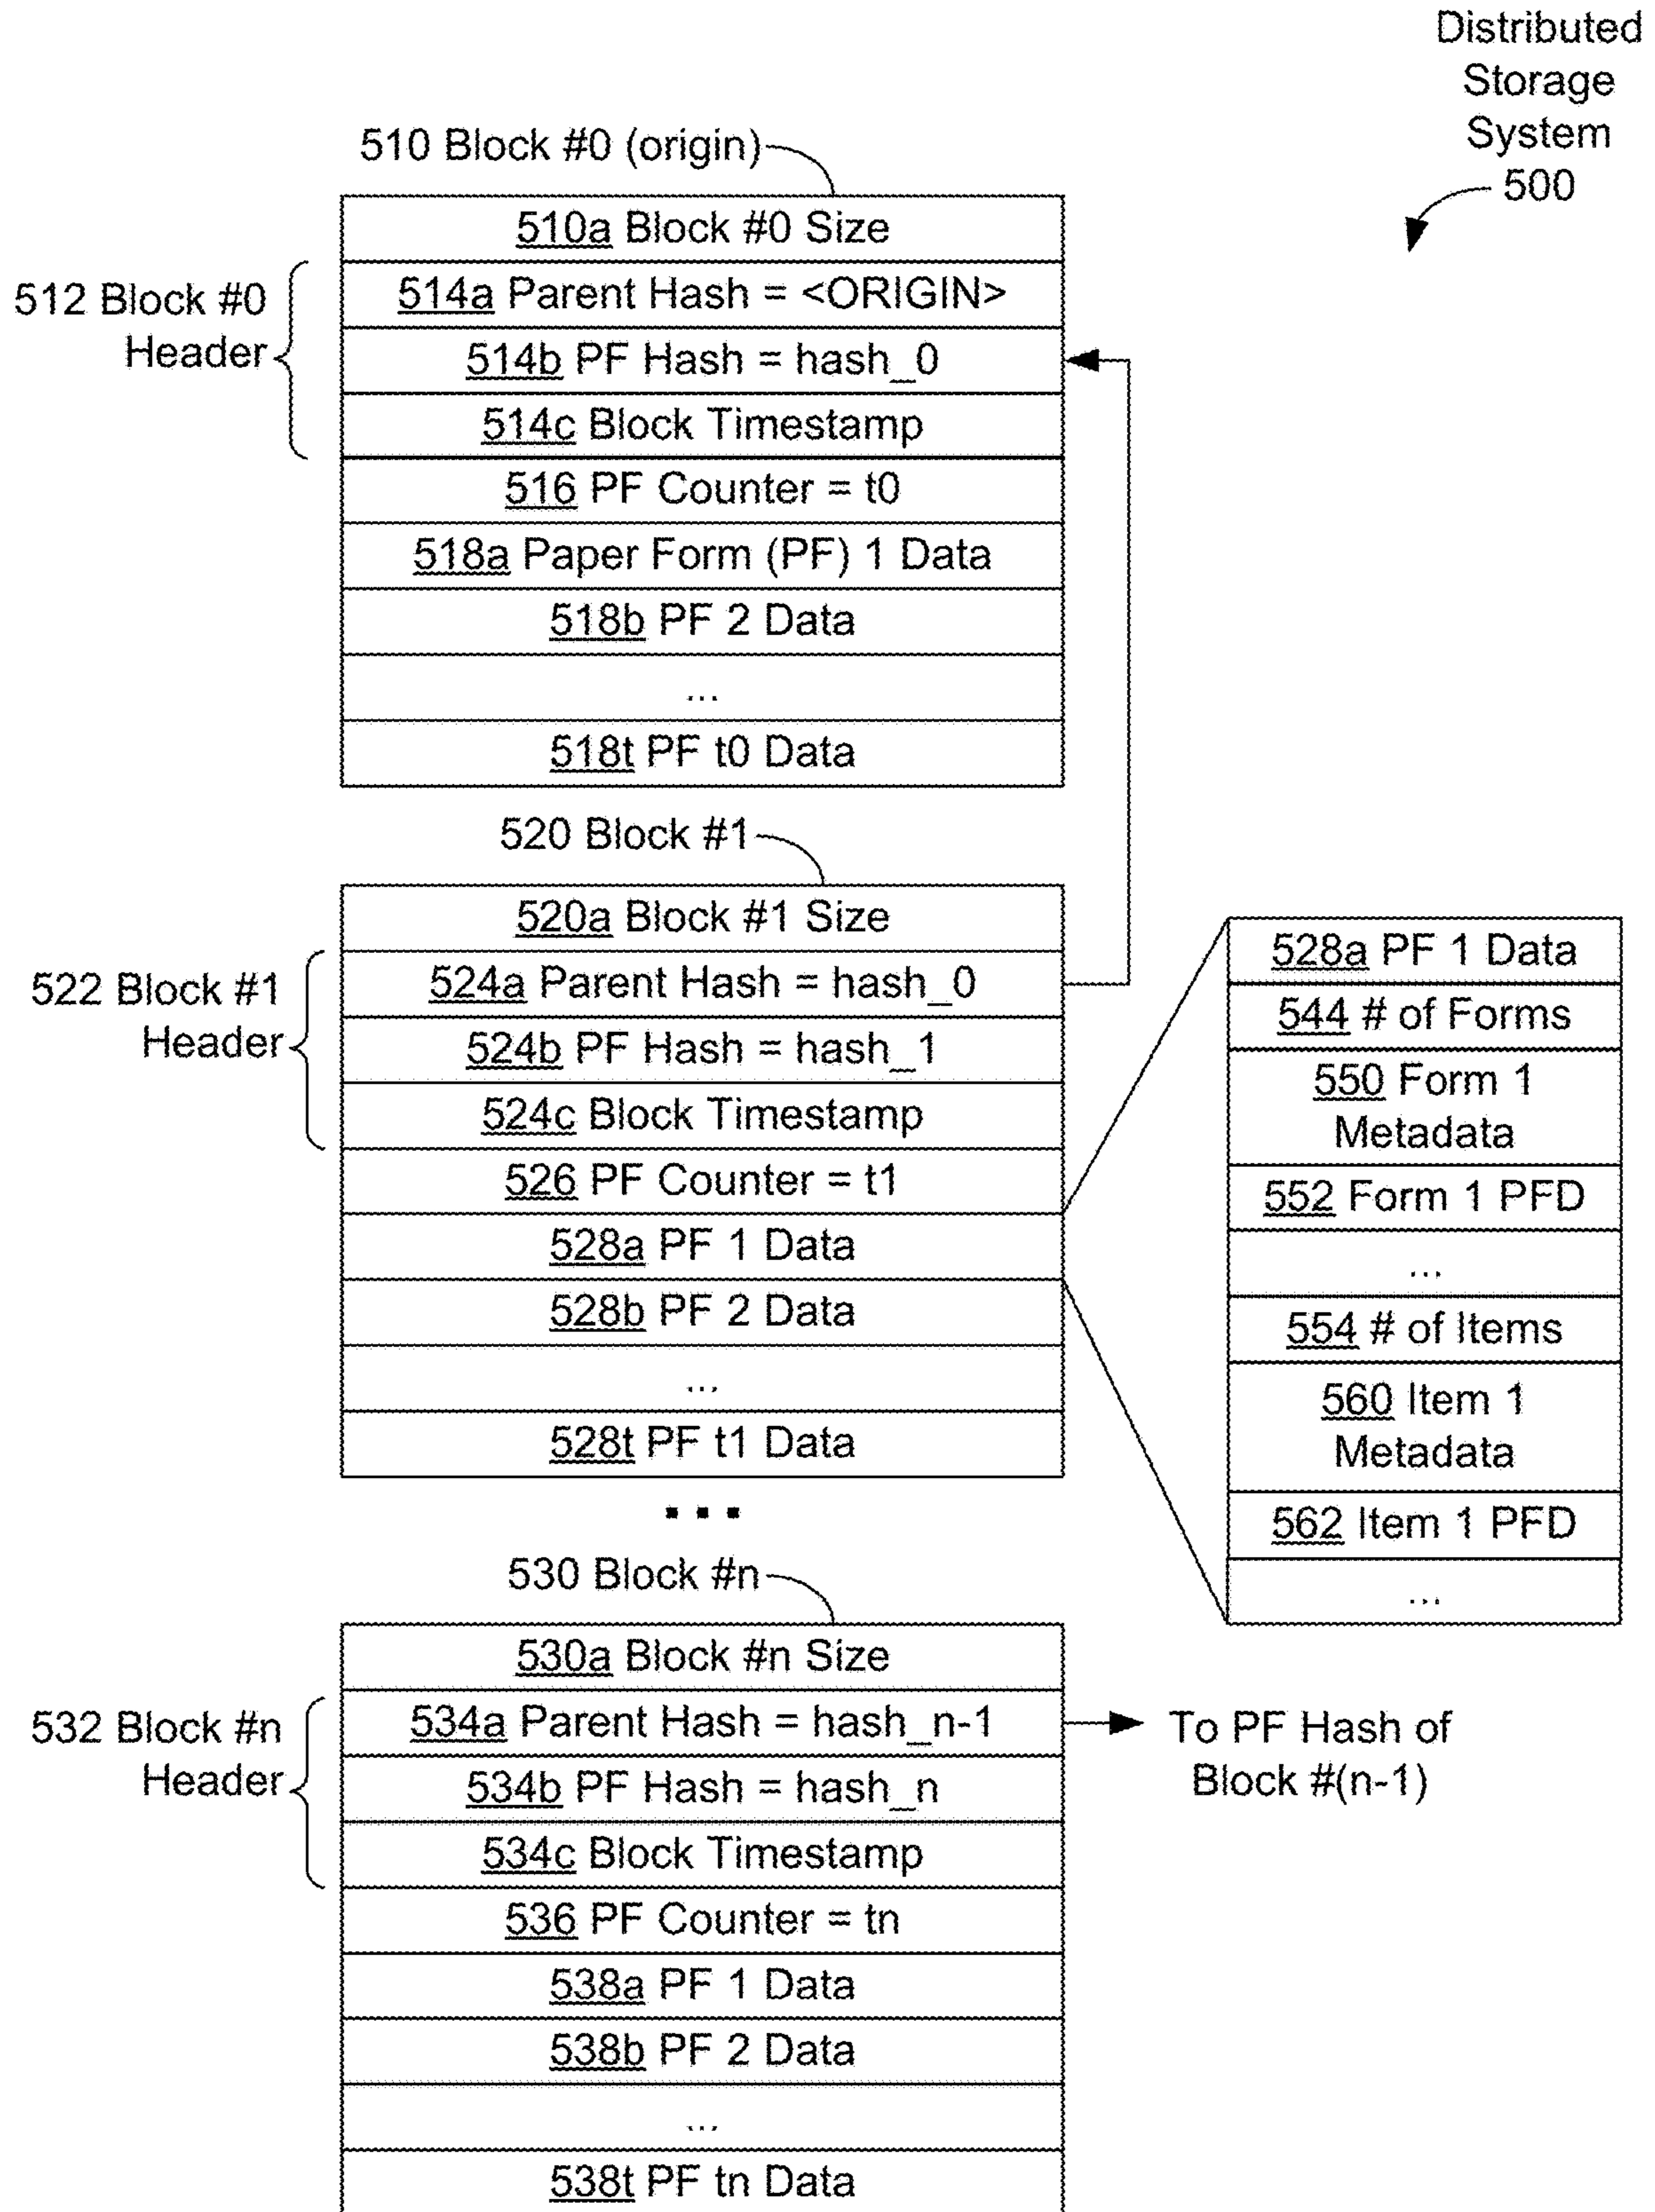 Distributed
Storage
System
500
510 Block #0 (origin)
510a Block #0 Size
512 Block #0
Header
514a Parent Hash = <ORIGIN>
514b PF Hash = hash_0
514c Block Timestamp
516 PF Counter = t0
518a Paper Form (PF) 1 Data
518b PF 2 Data
...
518t PF t0 Data
520 Block #1
520a Block #1 Size
522 Block #1
Header
524a Parent Hash = hash_0
524b PF Hash = hash_1
524c Block Timestamp
526 PF Counter = t1
528a PF 1 Data
528b PF 2 Data
...
528t PF t1 Data
528a PF 1 Data
544 # of Forms
550 Form 1
Metadata
552 Form 1 PFD
...
554 # of Items
560 Item 1
Metadata
562 Item 1 PFD
...
...
530 Block #n
530a Block #n Size
532 Block #n
Header
534a Parent Hash = hash_n-1
To PF Hash of
Block #(n-1)
534b PF Hash = hash_n
534c Block Timestamp
536 PF Counter = tn
538a PF 1 Data
538b PF 2 Data
...
538t PF tn Data